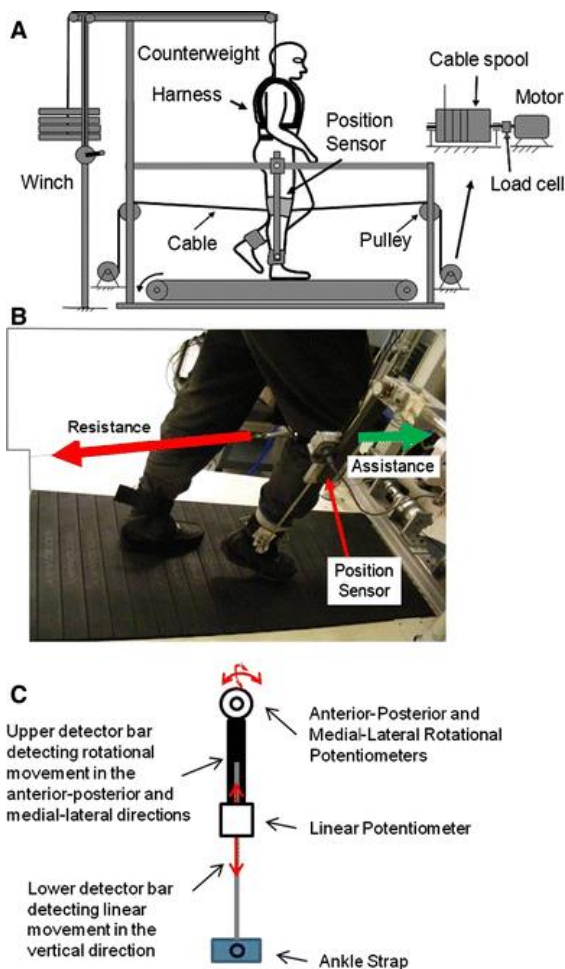 A
Counterweight
Harness
Position
Sensor
Cable spool
Motor
Load cell
Winch
Cable
Pulley
B
Resistance
Assistance
Position
Sensor
C
Upper detector bar
detecting rotational
movement in the
anterior-posterior and
medial-lateral directions
Anterior-Posterior and
Medial-Lateral Rotational
Potentiometers
Linear Potentiometer
Lower detector bar
detecting linear
movement in the
vertical direction
Ankle Strap